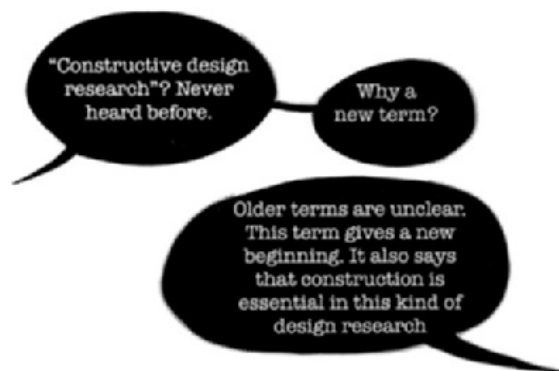 “Constructive design
research”? Never
heard before.
Why a
new term?
Older terms are unclear.
This term gives a new
beginning. It also says
that construction is
essential in this kind of
design research